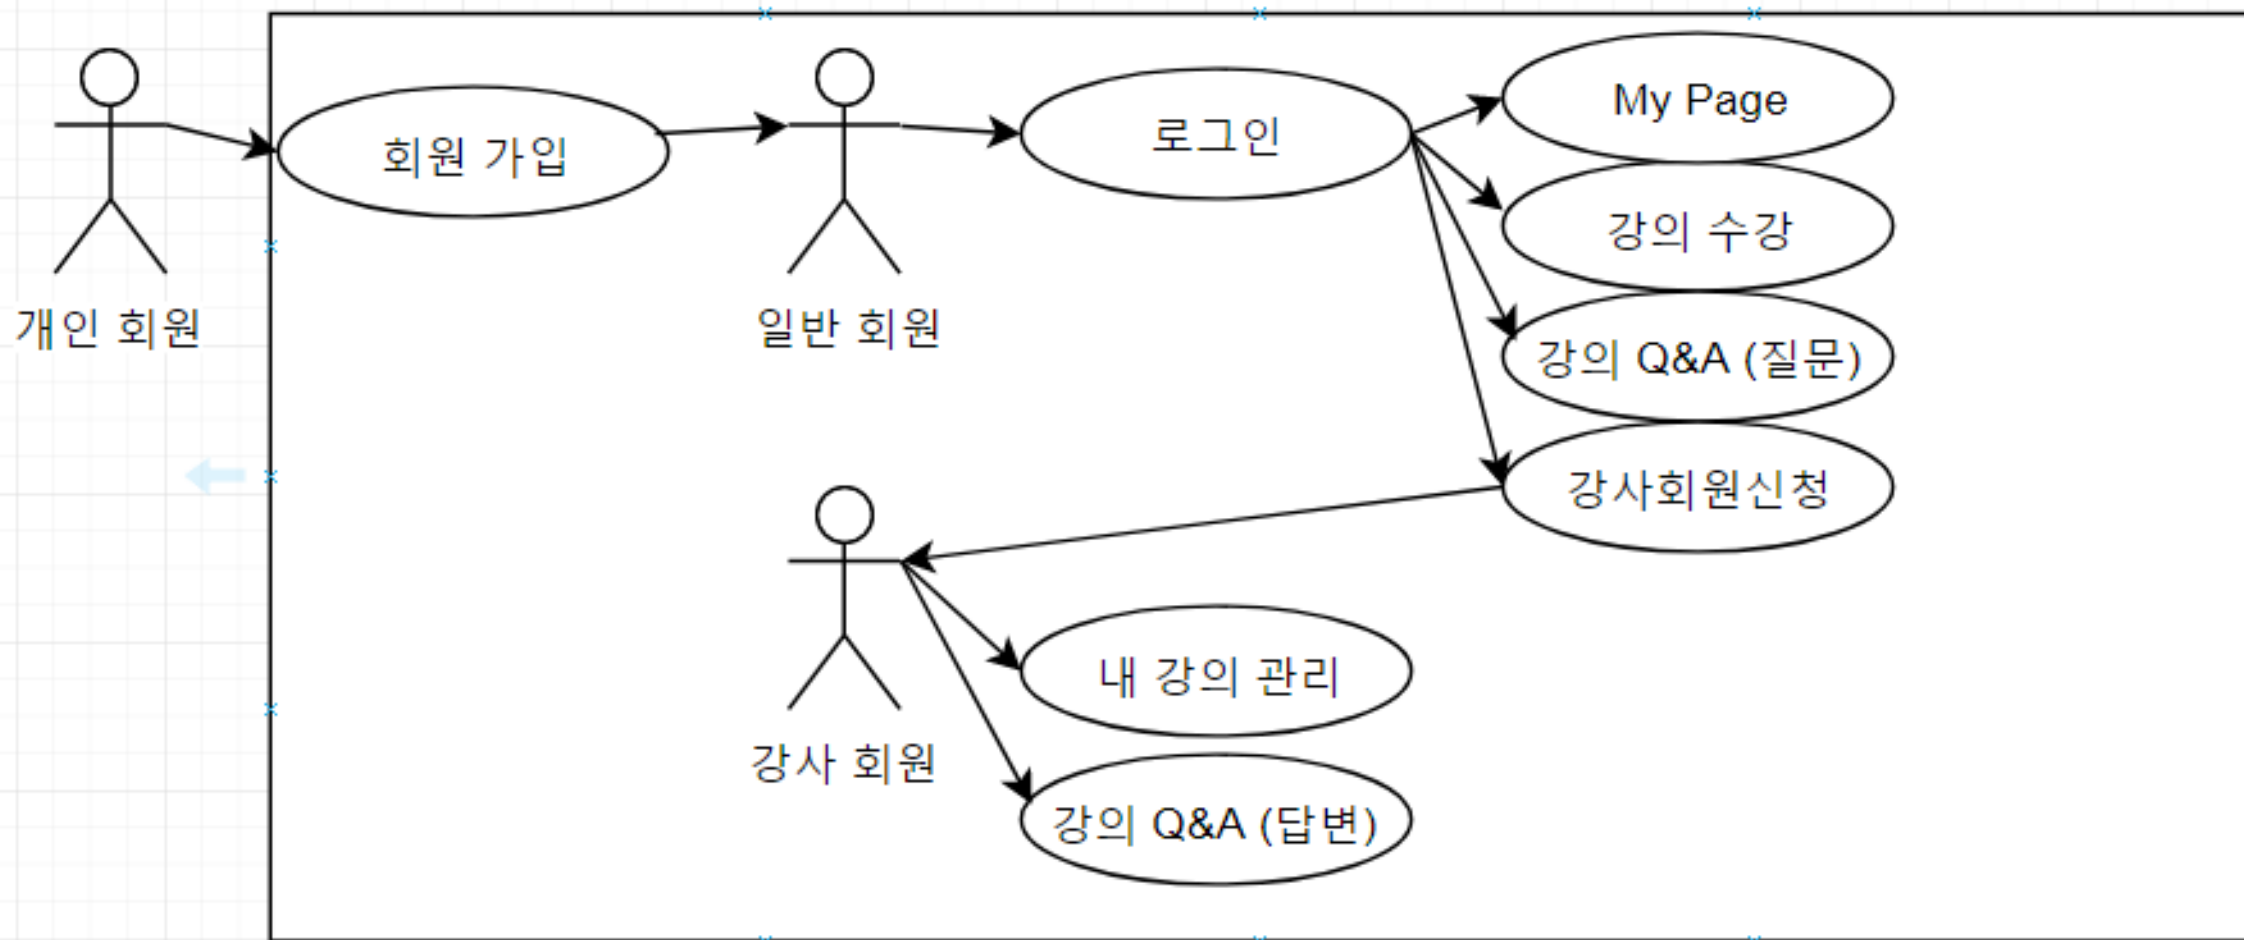 My Page
회원 가입
로그인
강의 수강
개인 회원
일반 회원
강의 Q&A (질문)
강사회원신청
내 강의 관리
강사 회원
강의 Q&A (답변)